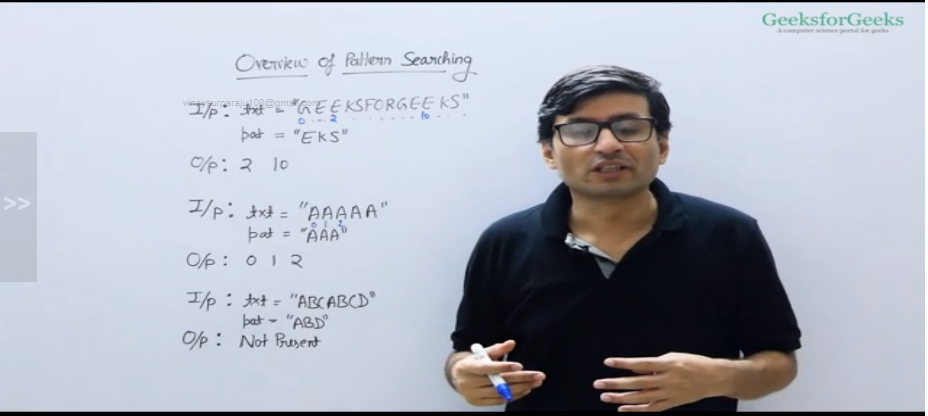 GeeksforGeeks
A computer science portal for geeks
Overview of Pattern Searching
I/p: txt = "GEEKSFORGEEKS"
0 .. 2 . . . . . . . 10 . . .
pat = "EKS"
O/p: 2 10
I/p: txt = "AAAAA"
0 1 2
pat = "AAA"
O/p: 0 1 2
I/p: txt = "ABCABCD"
pat = "ABD"
O/p: Not Present
>>